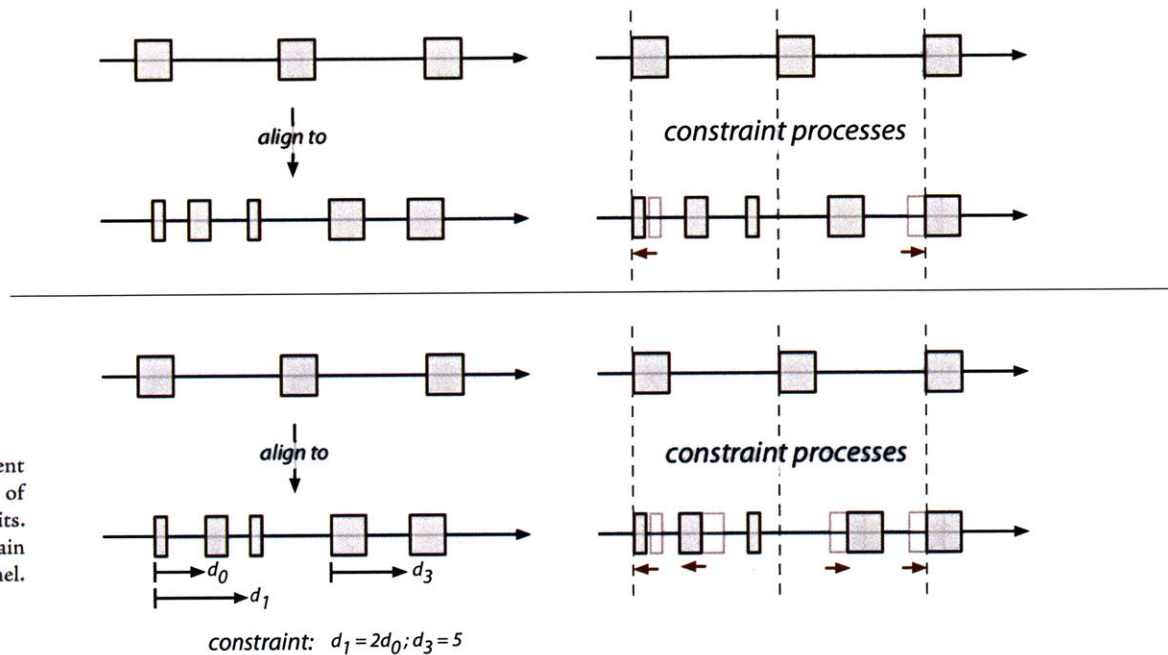 align to
constraint processes
align to
constraint processes
ent
of
its.
ain
nel.
d0
d3
d1
constraint: d1 = 2d0; d3 = 5